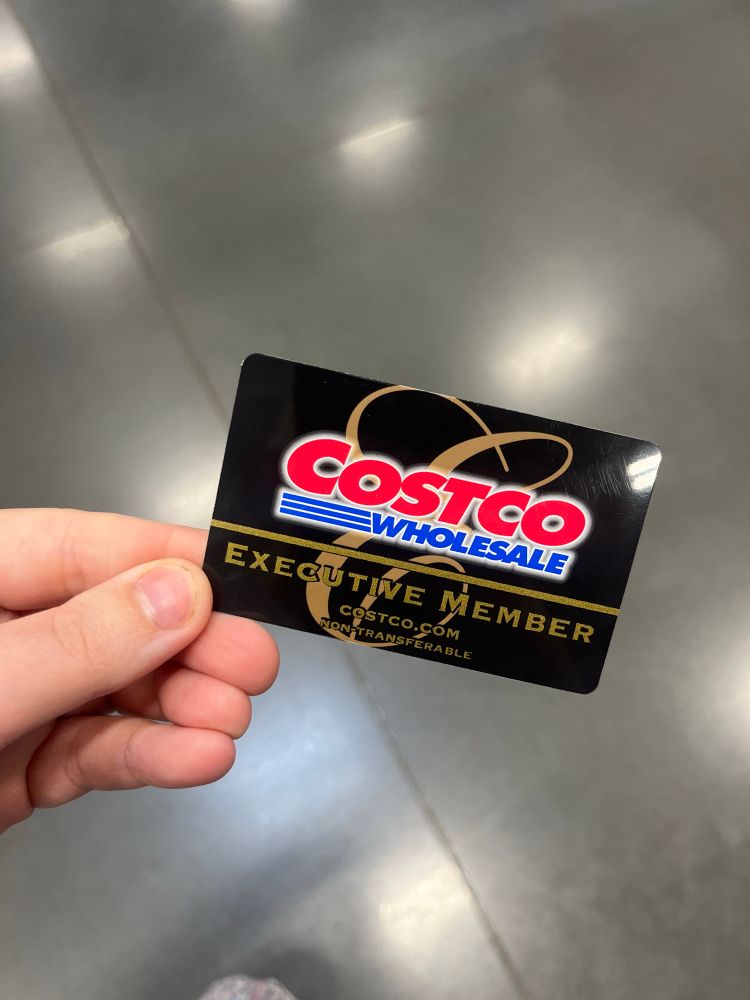 COSTCO
WHOLESALE
EXECUTIVE MEMBER
COSTCO.COM
NON-TRANSFERABLE